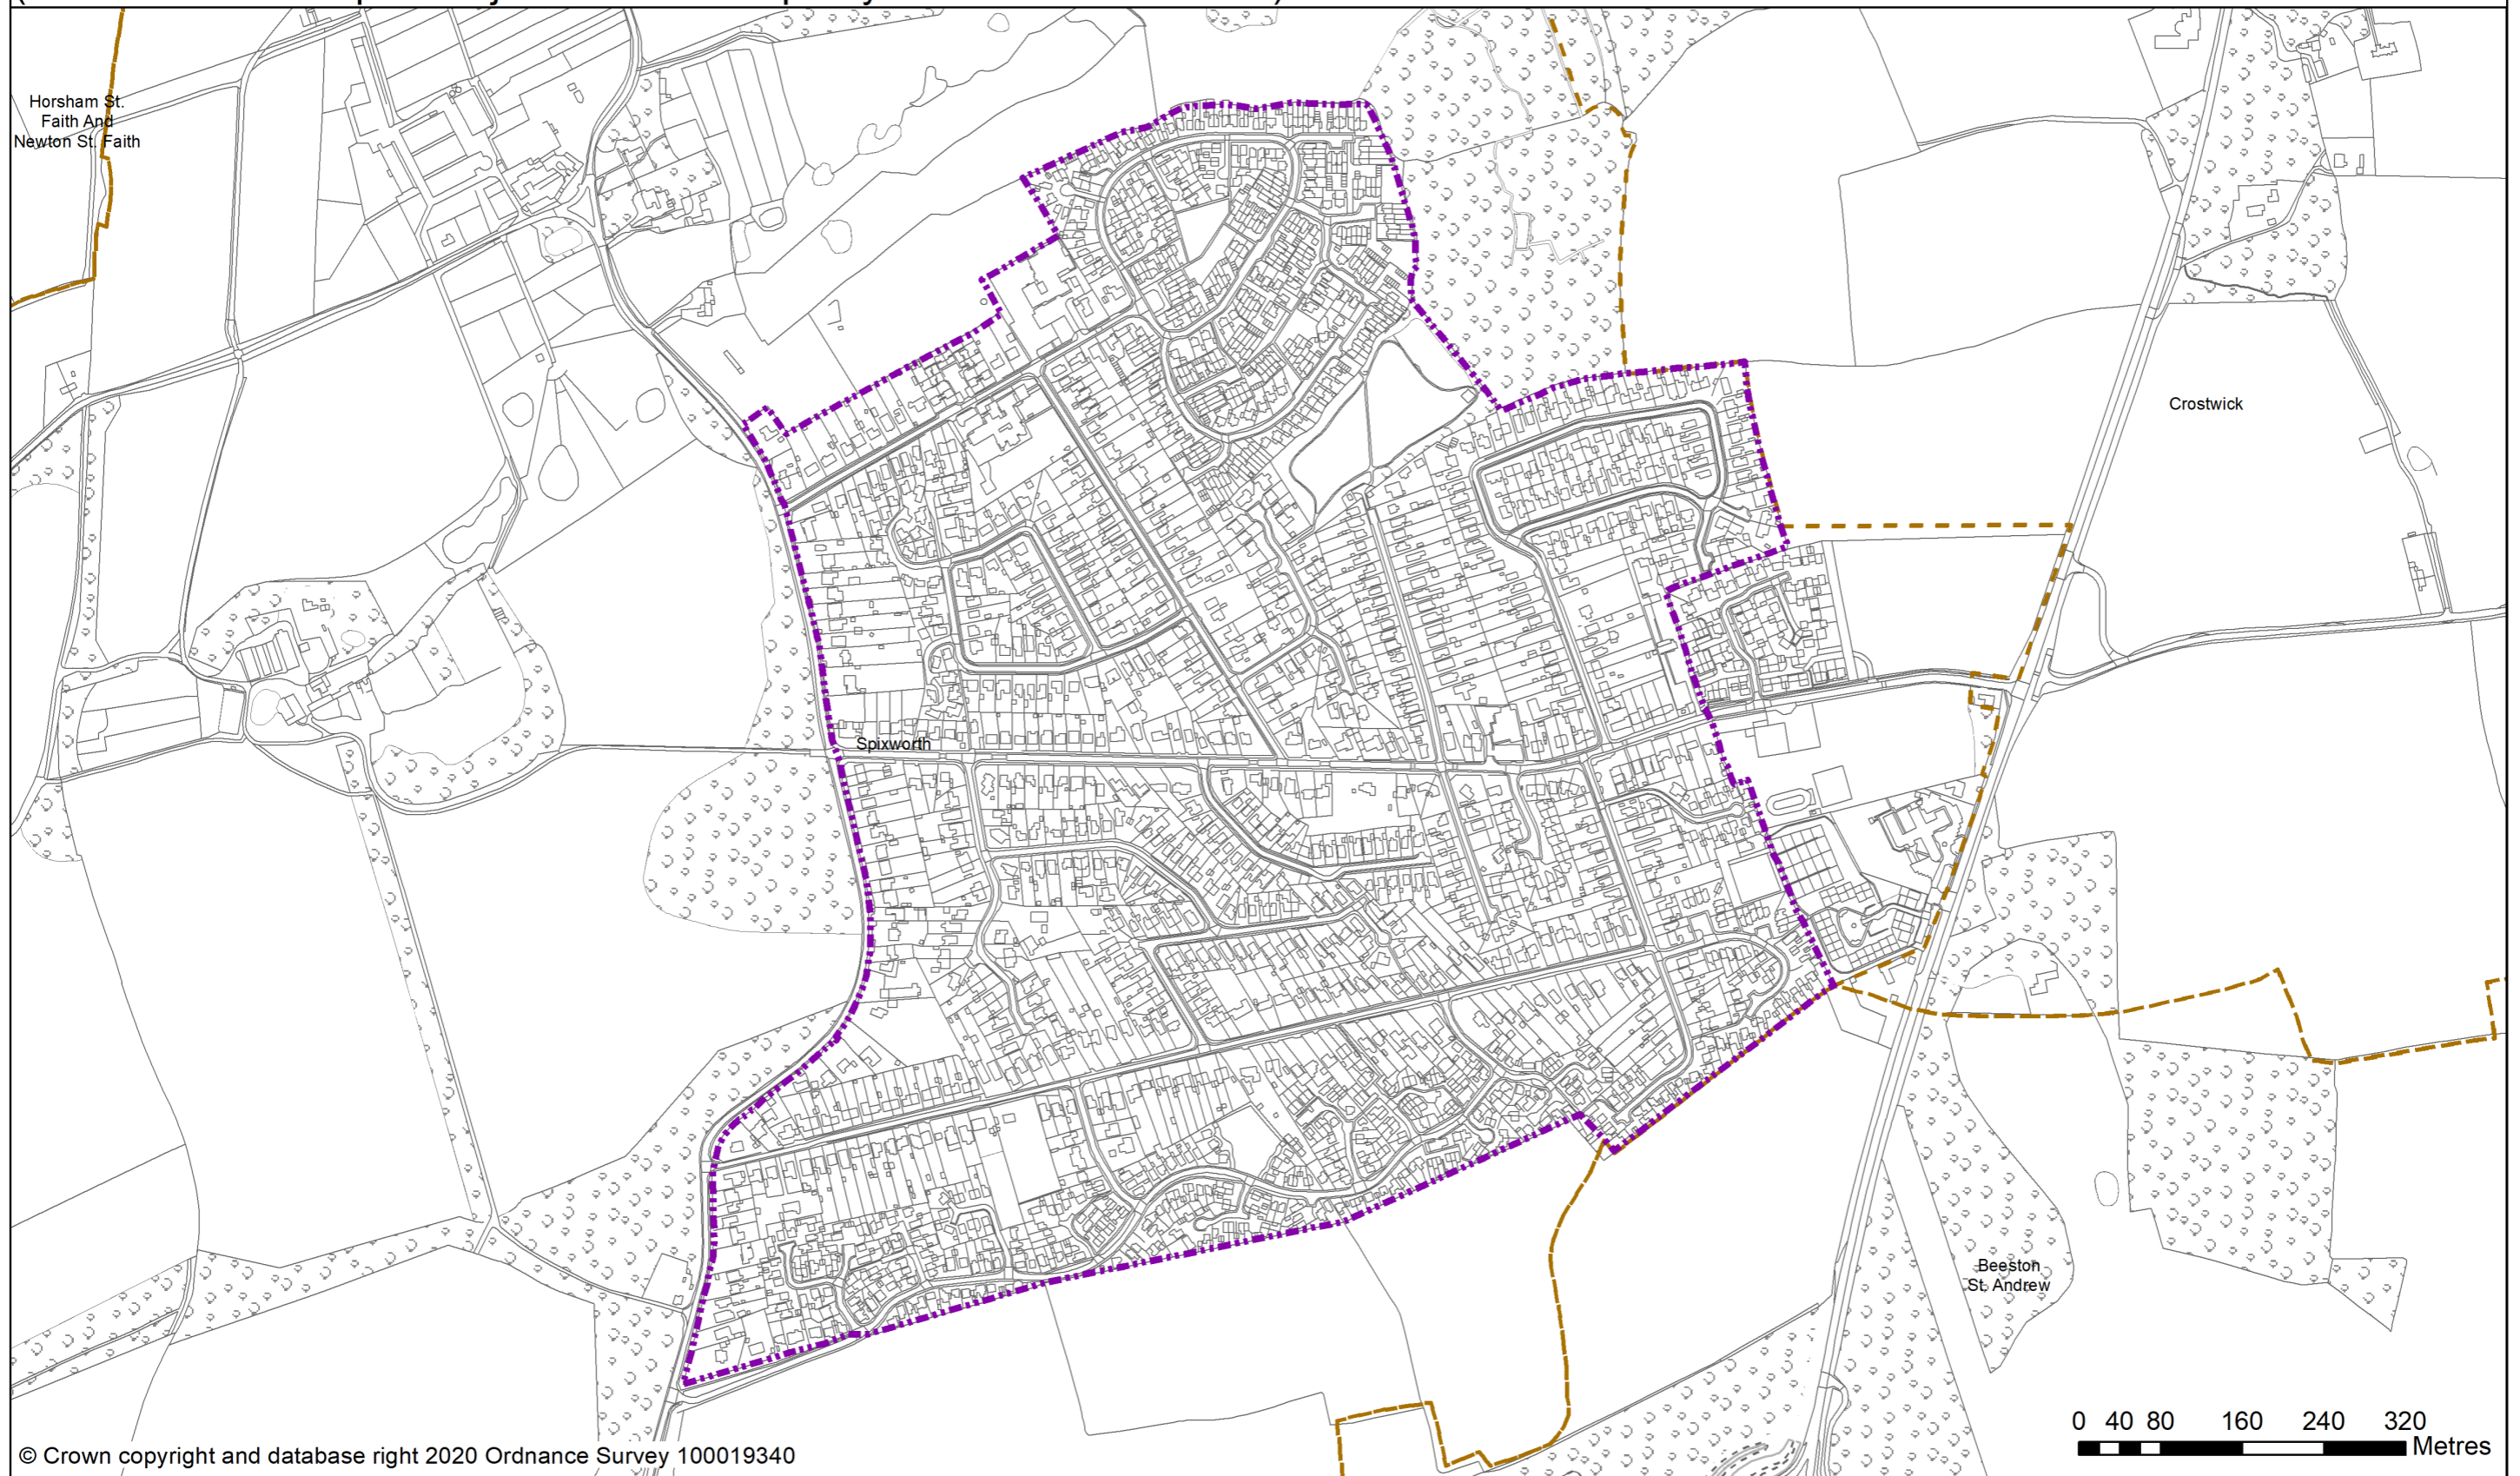 Horsham St.
Faith And
Newton St. Faith
Crostwick
Spixworth
Beeston
St. Andrew
0 40 80 160 240 320
Metres
© Crown copyright and database right 2020 Ordnance Survey 100019340